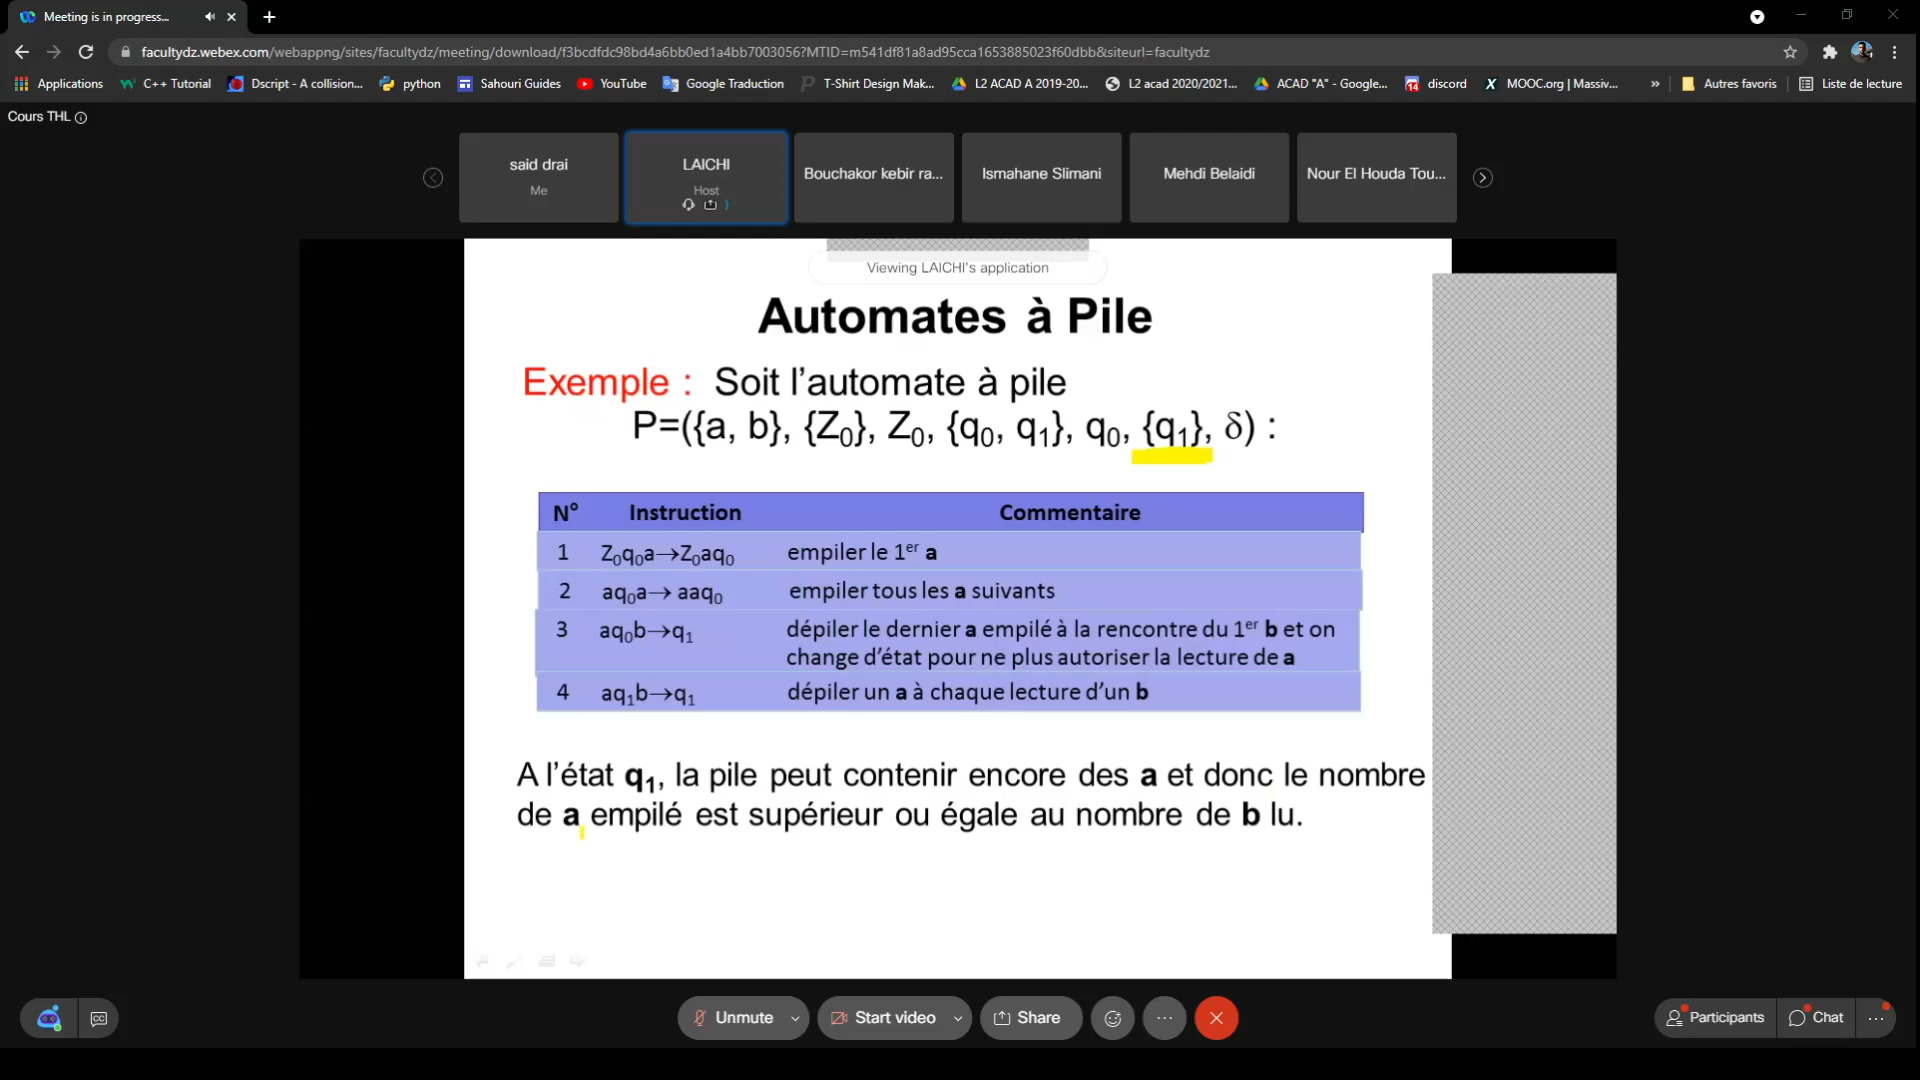 Meeting is in progress...
facultydz.webex.com/webappng/sites/facultydz/meeting/download/f3bcdfdc98bd4a6bb0ed1a4bb7003056?MTID=m541df81a8ad95cca1653885023f60dbb&siteurl=facultydz
Applications C++ Tutorial Dscript - A collision... python Sahouri Guides YouTube Google Traduction T-Shirt Design Mak... L2 ACAD A 2019-20... L2 acad 2020/2021... ACAD "A" - Google... 14 discord MOOC.org | Massiv... » Autres favoris Liste de lecture
Cours THL
said drai
Me
LAICHI
Host
Bouchakor kebir ra...
Ismahane Slimani
Mehdi Belaidi
Nour El Houda Tou...
Viewing LAICHI's application
Automates à Pile
Exemple : Soit l'automate à pile
P=({a, b}, {Z₀}, Z₀, {q₀, q₁}, q₀, {q₁}, δ) :
N° Instruction Commentaire
1 Z₀q₀a→Z₀aq₀ empiler le 1er a
2 aq₀a→ aaq₀ empiler tous les a suivants
3 aq₀b→q₁ dépiler le dernier a empilé à la rencontre du 1er b et on
change d'état pour ne plus autoriser la lecture de a
4 aq₁b→q₁ dépiler un a à chaque lecture d'un b
A l'état q₁, la pile peut contenir encore des a et donc le nombre
de a empilé est supérieur ou égale au nombre de b lu.
Unmute Start video Share Participants Chat